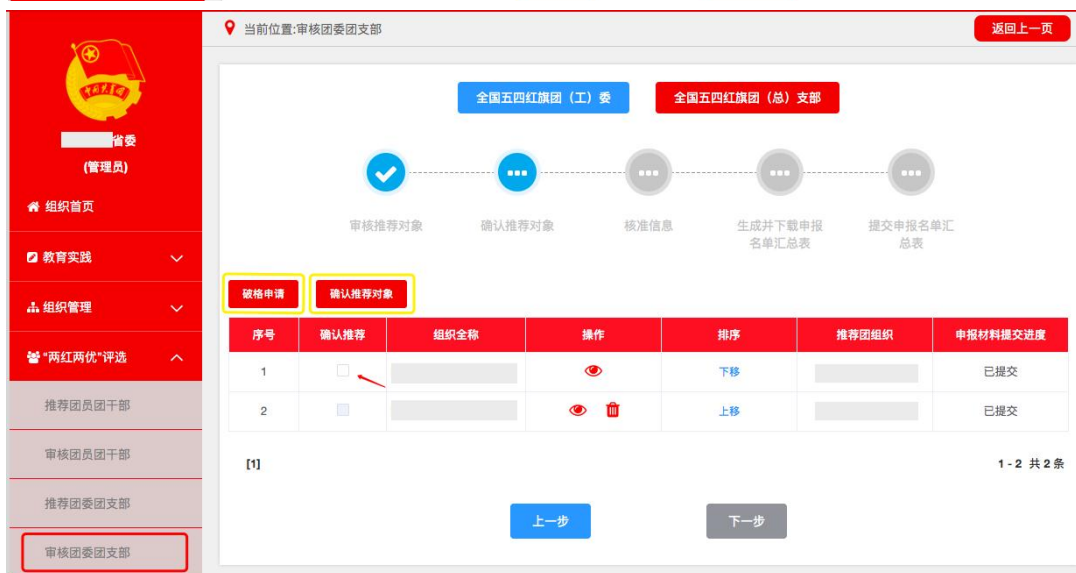 当前位置:审核团委团支部
返回上一页
中国共青团
省委
(管理员)
组织首页
教育实践
组织管理
“两红两优”评选
推荐团员团干部
审核团员团干部
推荐团委团支部
审核团委团支部
全国五四红旗团（工）委
全国五四红旗团（总）支部
审核推荐对象
确认推荐对象
核准信息
生成并下载申报
名单汇总表
提交申报名单汇
总表
破格申请
确认推荐对象
序号 确认推荐 组织全称 操作 排序 推荐团组织 申报材料提交进度
1 下移 已提交
2 上移 已提交
[1]
1 - 2 共 2 条
上一步
下一步